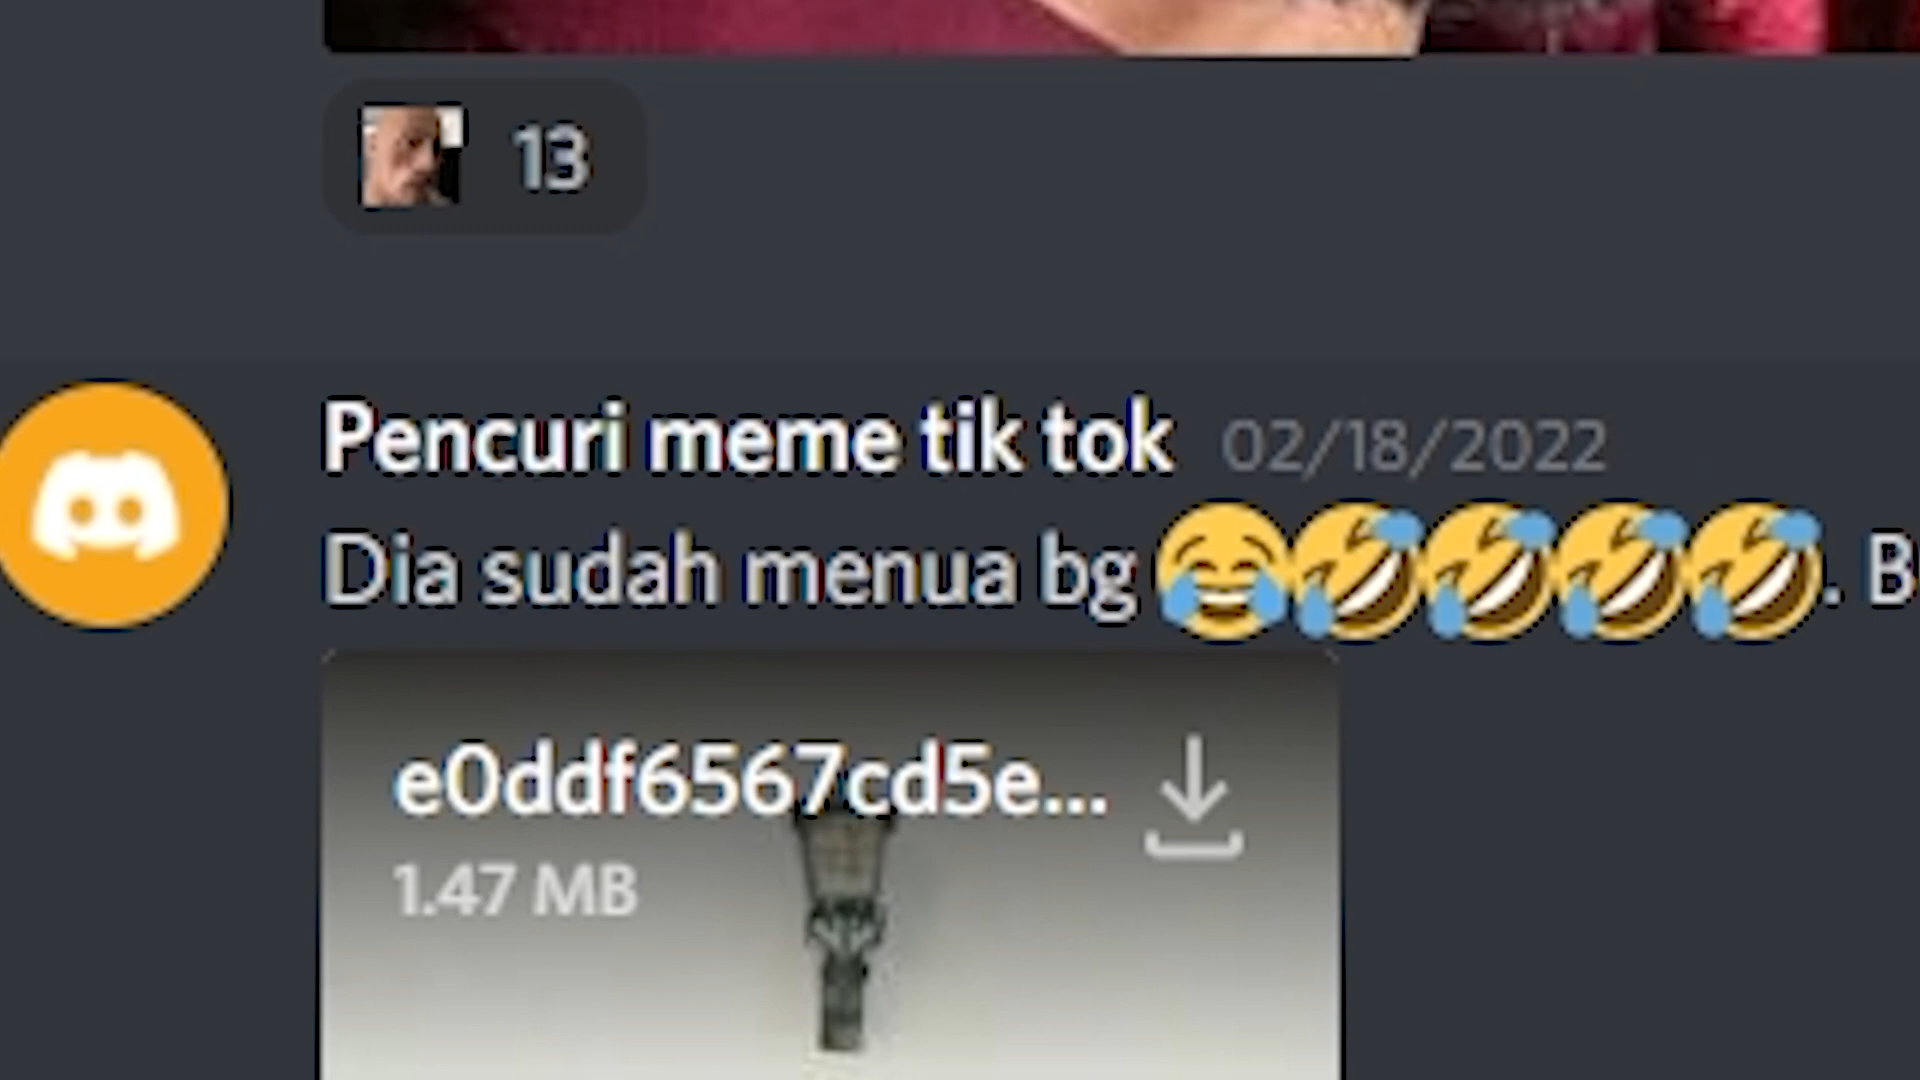 13
Pencuri meme tik tok 02/18/2022
Dia sudah menua bg 😂🤣🤣🤣🤣. B
e0ddf6567cd5e...
1.47 MB